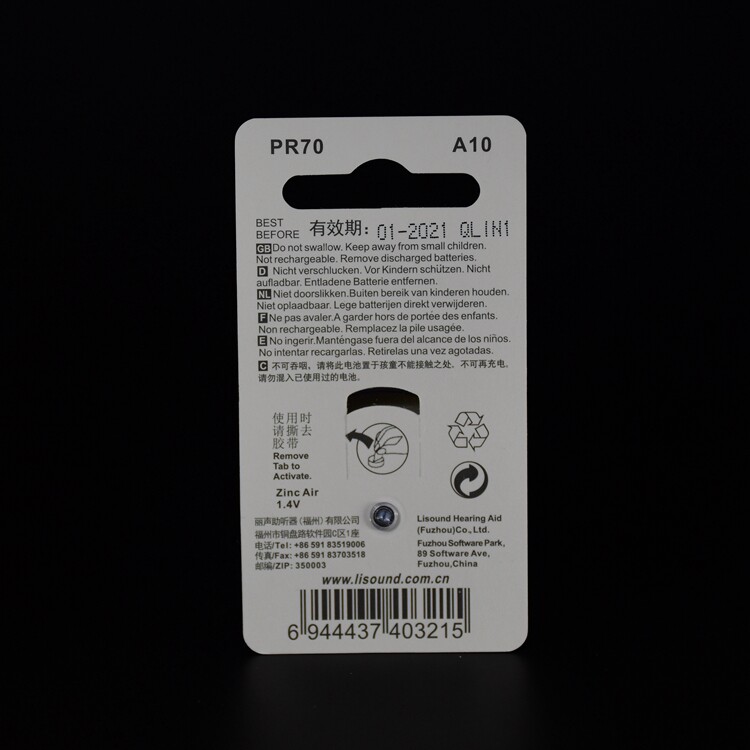 PR70 A10
BEST
BEFORE 有效期: 01-2021 QLIN1
GB Do not swallow. Keep away from small children.
Not rechargeable. Remove discharged batteries.
D Nicht verschlucken. Vor Kindern schützen. Nicht
aufladbar. Entladene Batterie entfernen.
NL Niet doorslikken.Buiten bereik van kinderen houden.
Niet oplaadbaar. Lege batterijen direkt verwijderen.
F Ne pas avaler.A garder hors de portée des enfants.
Non rechargeable. Remplacez la pile usagée.
E No ingerir.Manténgase fuera del alcance de los niños.
No intentar recargarlas. Retirelas una vez agotadas.
C 不可吞咽，请将此电池置于孩童不能接触之处，不可再充电，
请勿混入已使用过的电池。
使用时
请撕去
胶带
Remove
Tab to
Activate.
Zinc Air
1.4V
丽声助听器（福州）有限公司
福州市铜盘路软件园C区1座
电话/Tel: +86 591 83519006
传真/Fax: +86 591 83703518
邮编/ZIP: 350003
Lisound Hearing Aid
(Fuzhou)Co.,Ltd.
Fuzhou Software Park,
89 Software Ave,
Fuzhou,China
www.lisound.com.cn
6 944437 403215